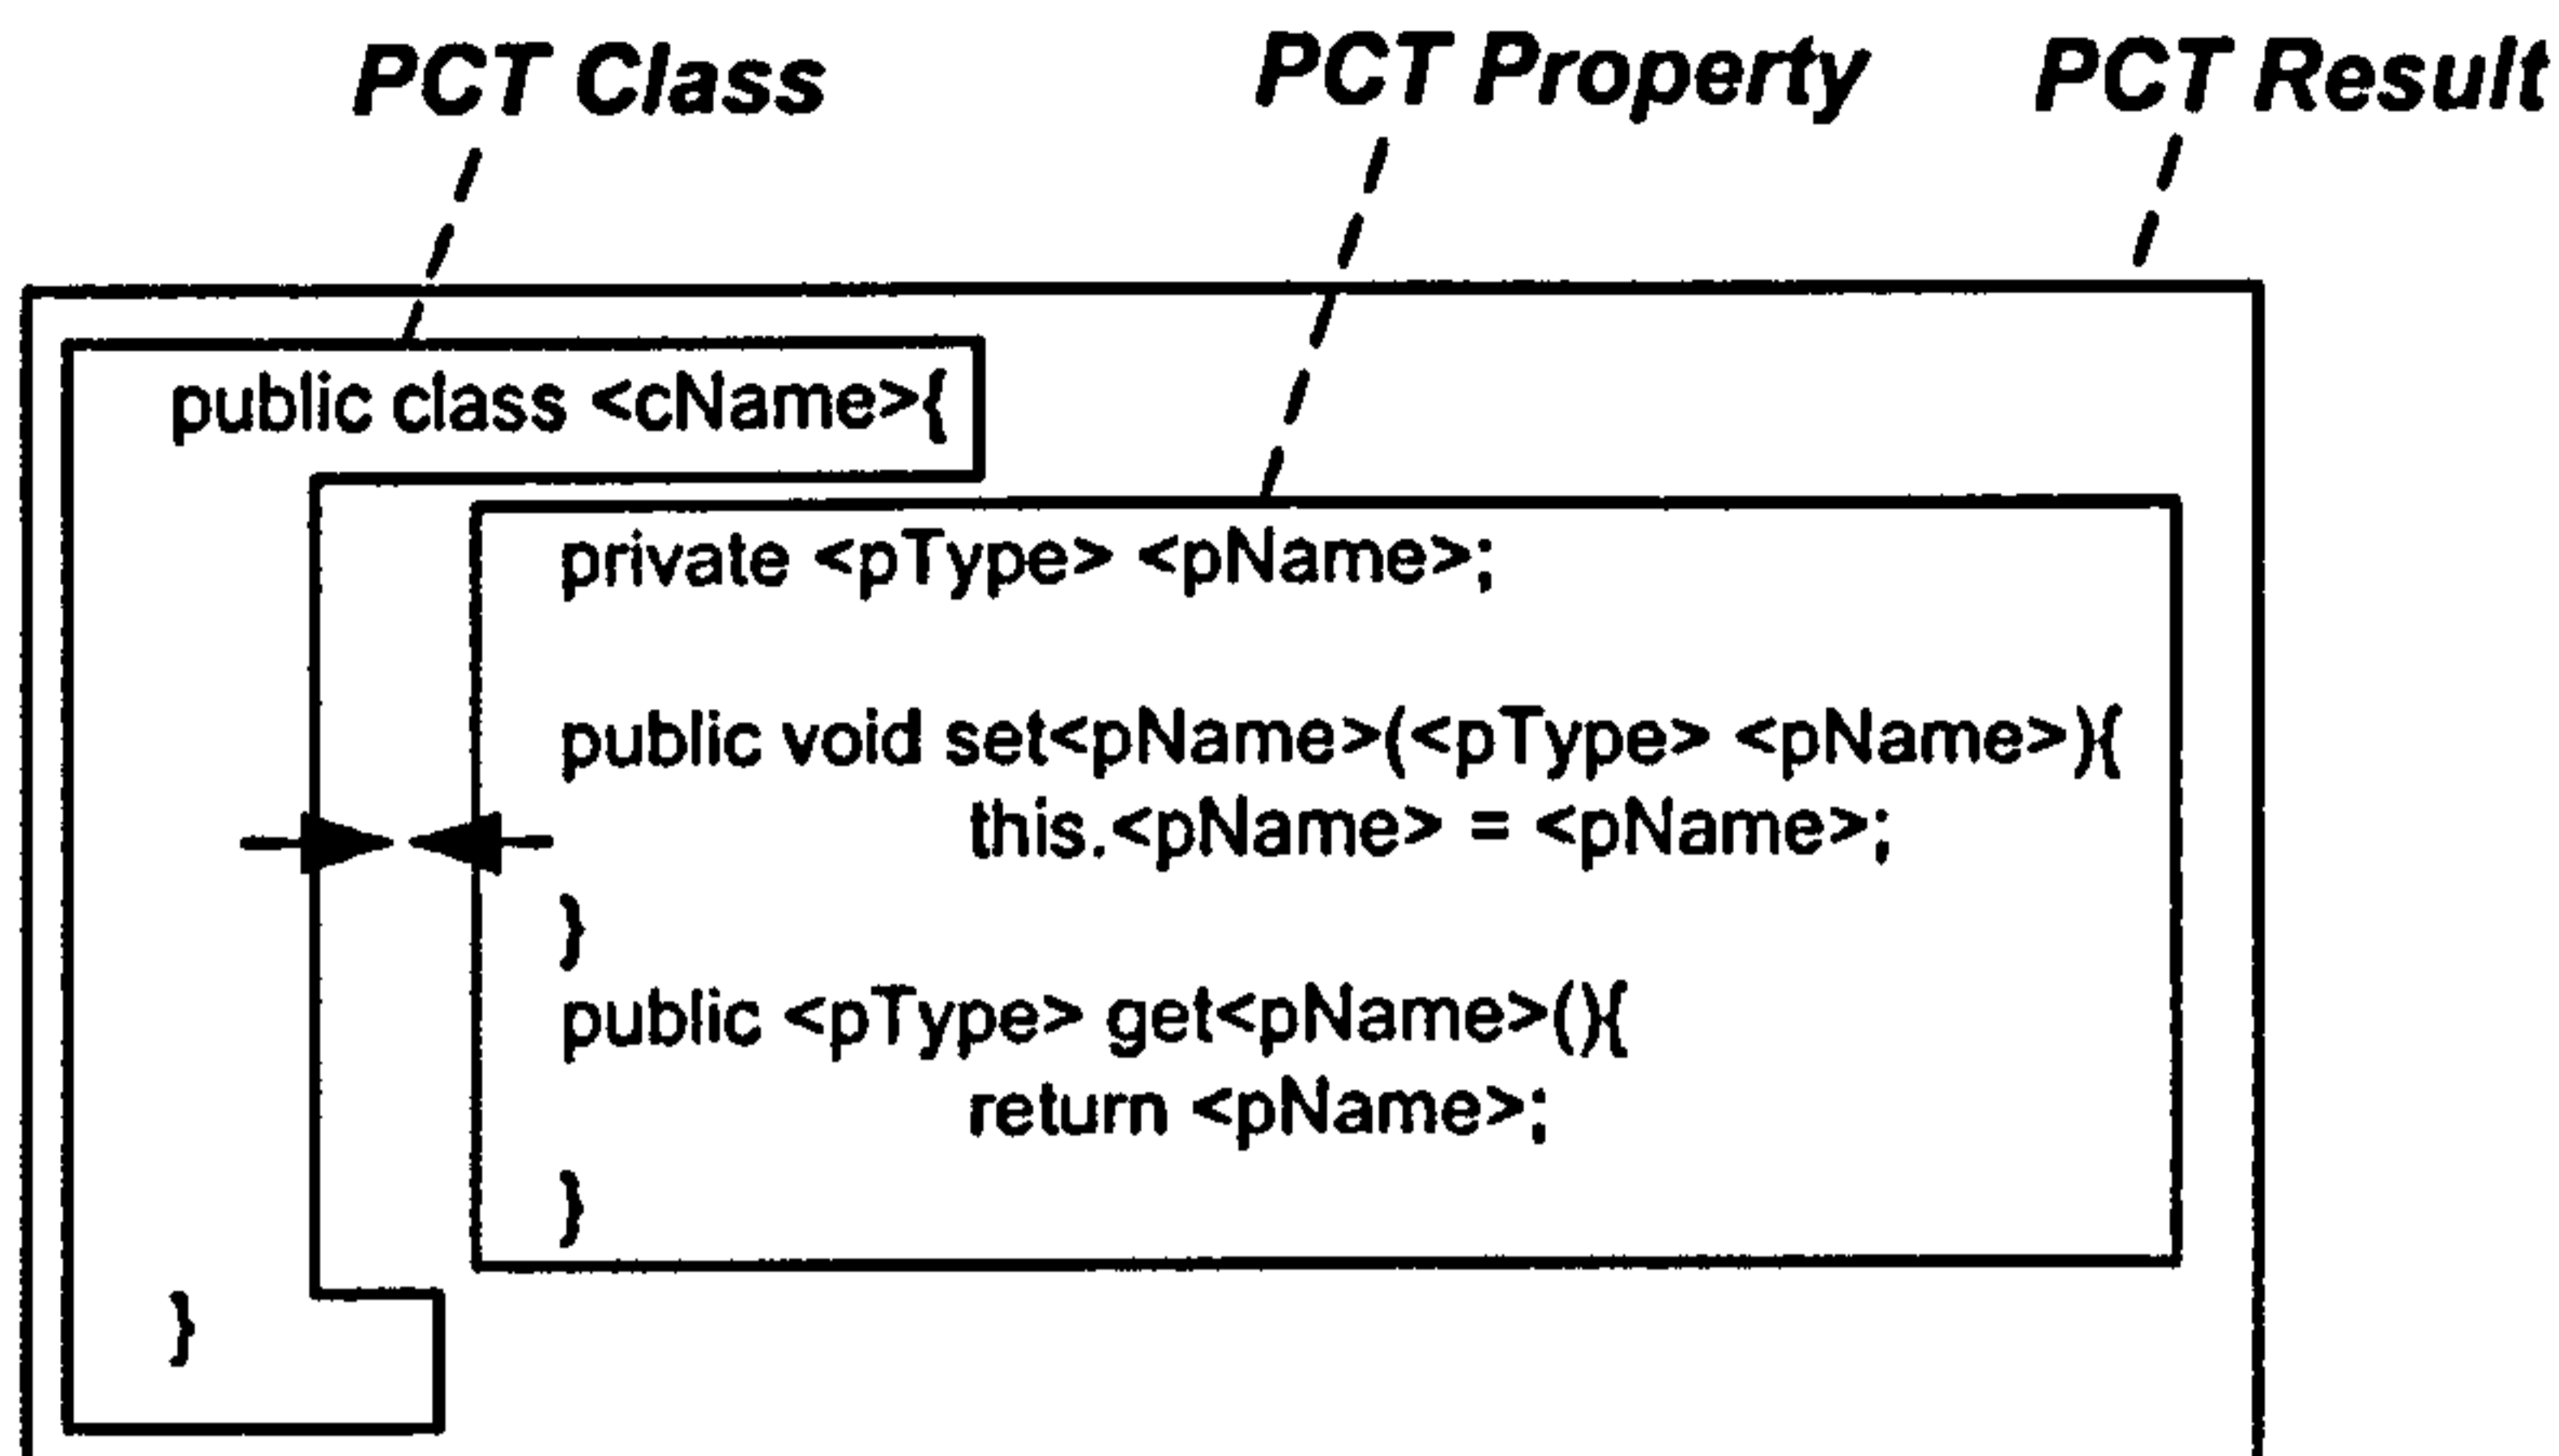 PCT Class PCT Property PCT Result
public class <cName>{
private <pType> <pName>;
public void set<pName>(<pType> <pName>){
this.<pName> = <pName>;
}
public <pType> get<pName>(){
return <pName>;
}
}